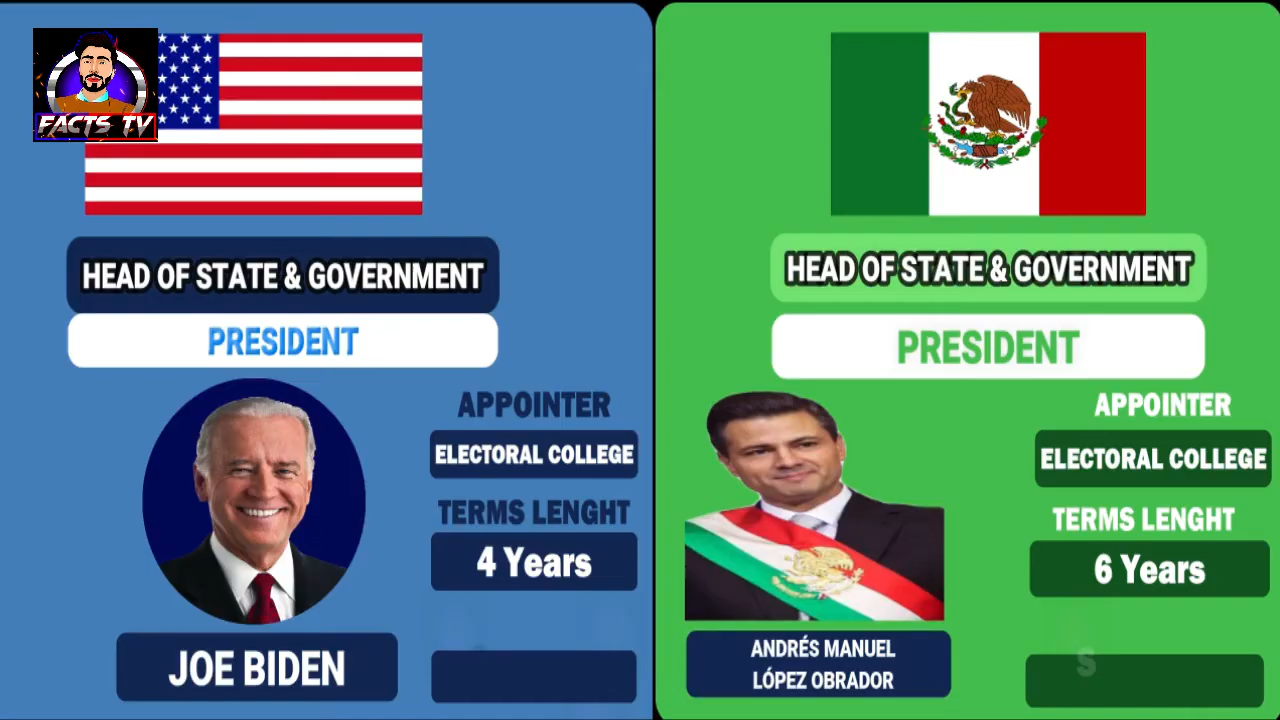 FACTS TV
HEAD OF STATE & GOVERNMENT
PRESIDENT
APPOINTER
ELECTORAL COLLEGE
TERMS LENGHT
4 Years
JOE BIDEN
HEAD OF STATE & GOVERNMENT
PRESIDENT
APPOINTER
ELECTORAL COLLEGE
TERMS LENGHT
6 Years
ANDRÉS MANUEL
LÓPEZ OBRADOR